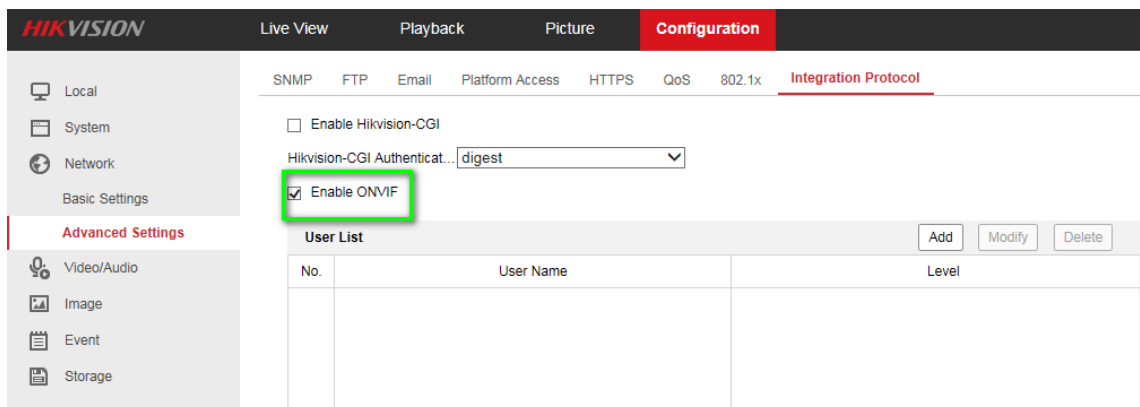 HIKVISION
Live View Playback Picture Configuration
SNMP FTP Email Platform Access HTTPS QoS 802.1x Integration Protocol
Local
System
Network
Basic Settings
Advanced Settings
Video/Audio
Image
Event
Storage
Enable Hikvision-CGI
Hikvision-CGI Authenticat... digest
Enable ONVIF
User List Add Modify Delete
No. User Name Level